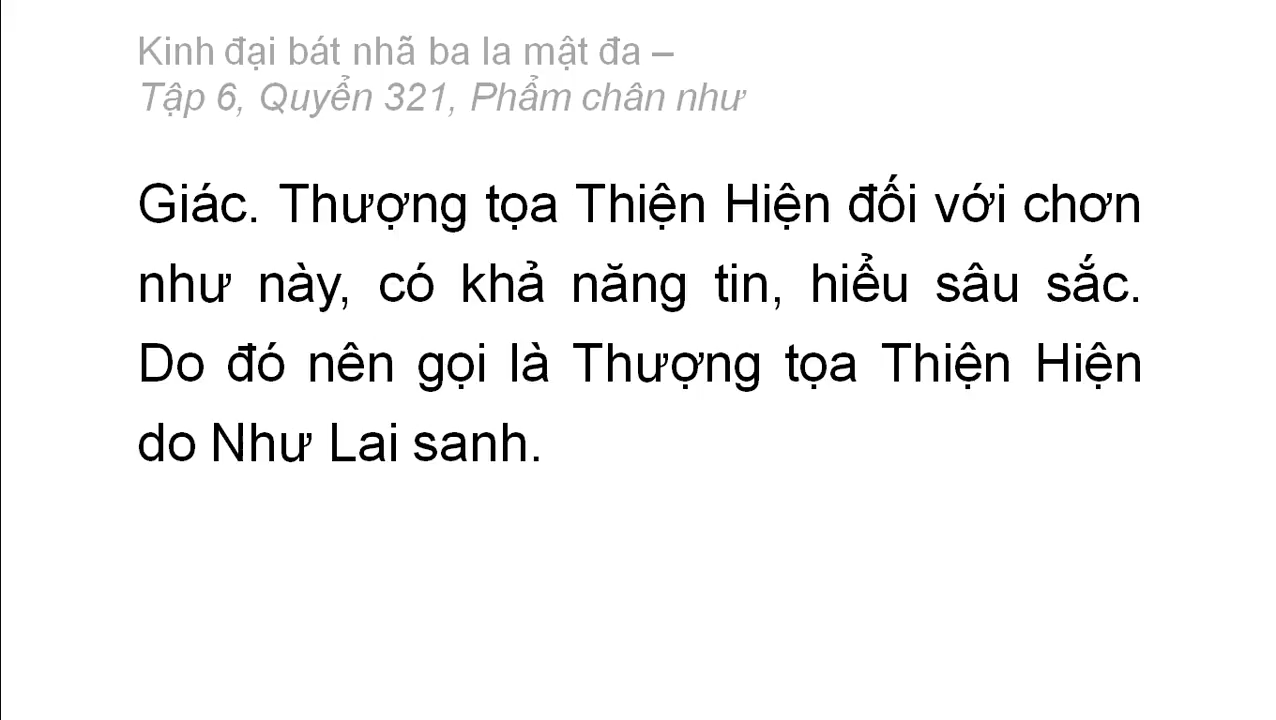 Kinh đại bát nhã ba la mật đa –
Tập 6, Quyển 321, Phẩm chân như
Giác. Thượng tọa Thiện Hiện đối với chơn
như này, có khả năng tin, hiểu sâu sắc.
Do đó nên gọi là Thượng tọa Thiện Hiện
do Như Lai sanh.